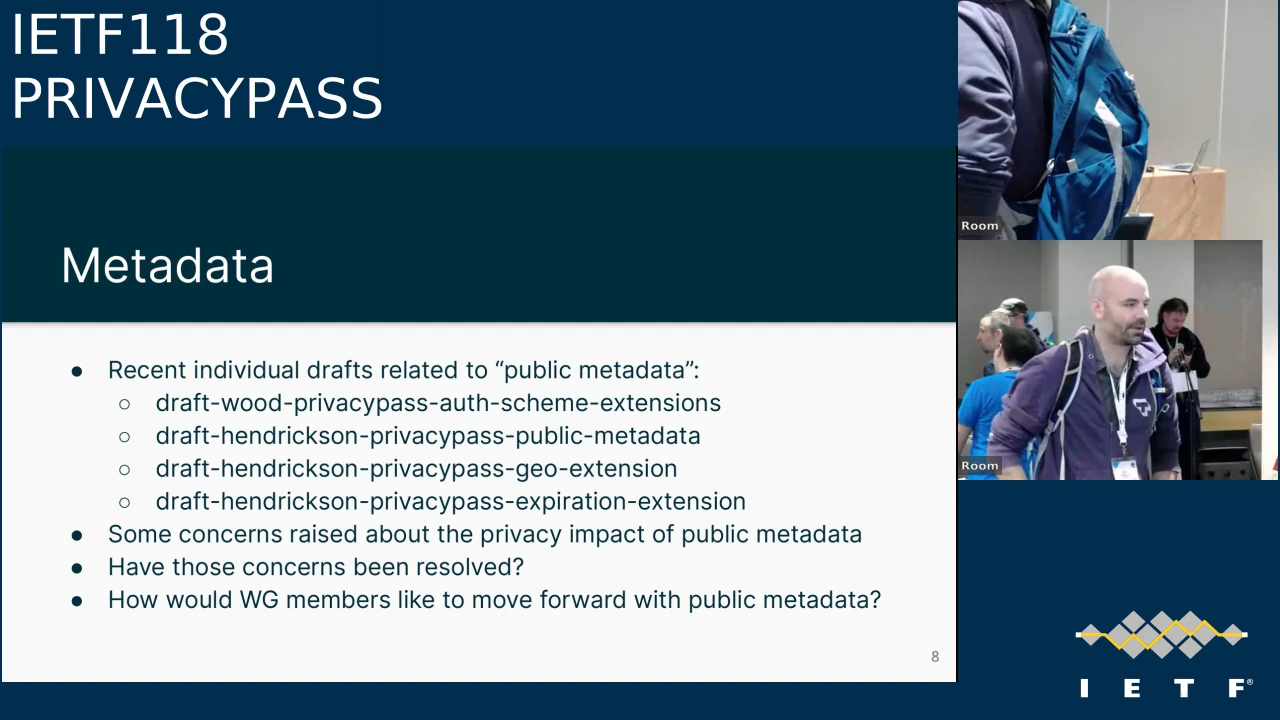 IETF118
PRIVACYPASS
Metadata
● Recent individual drafts related to “public metadata”:
○ draft-wood-privacypass-auth-scheme-extensions
○ draft-hendrickson-privacypass-public-metadata
○ draft-hendrickson-privacypass-geo-extension
○ draft-hendrickson-privacypass-expiration-extension
● Some concerns raised about the privacy impact of public metadata
● Have those concerns been resolved?
● How would WG members like to move forward with public metadata?
8
Room
Room
I E T F®